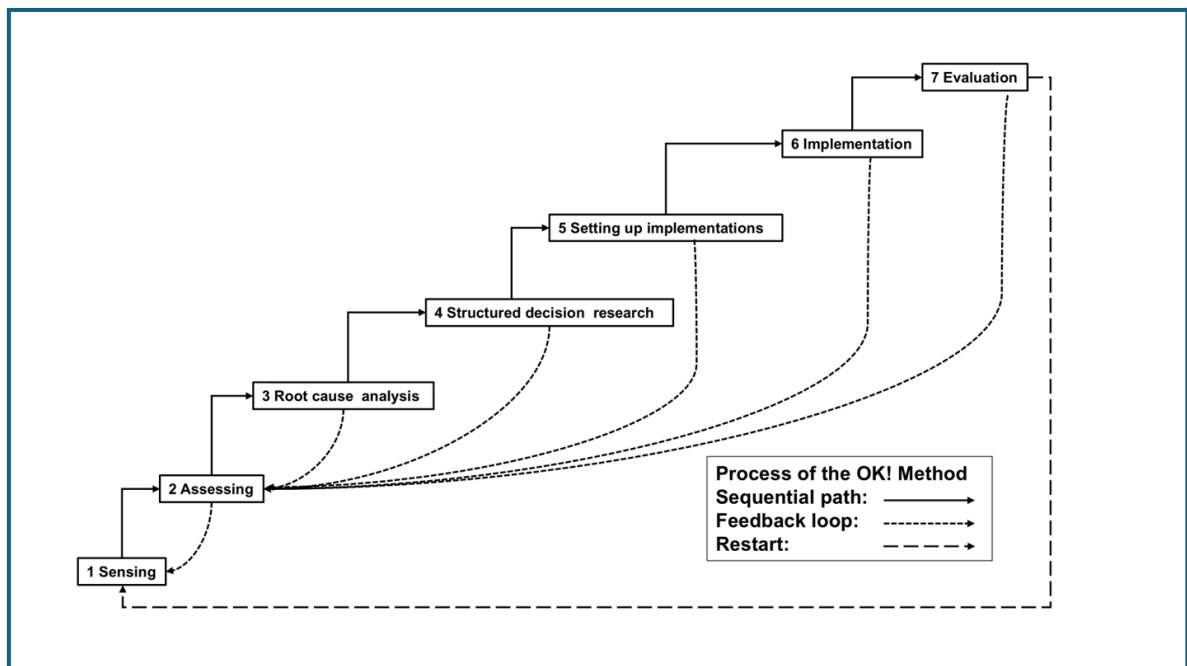 7 Evaluation
6 Implementation
5 Setting up implementations
4 Structured decision research
3 Root cause analysis
2 Assessing
1 Sensing
Process of the OK! Method
Sequential path:
Feedback loop:
Restart: